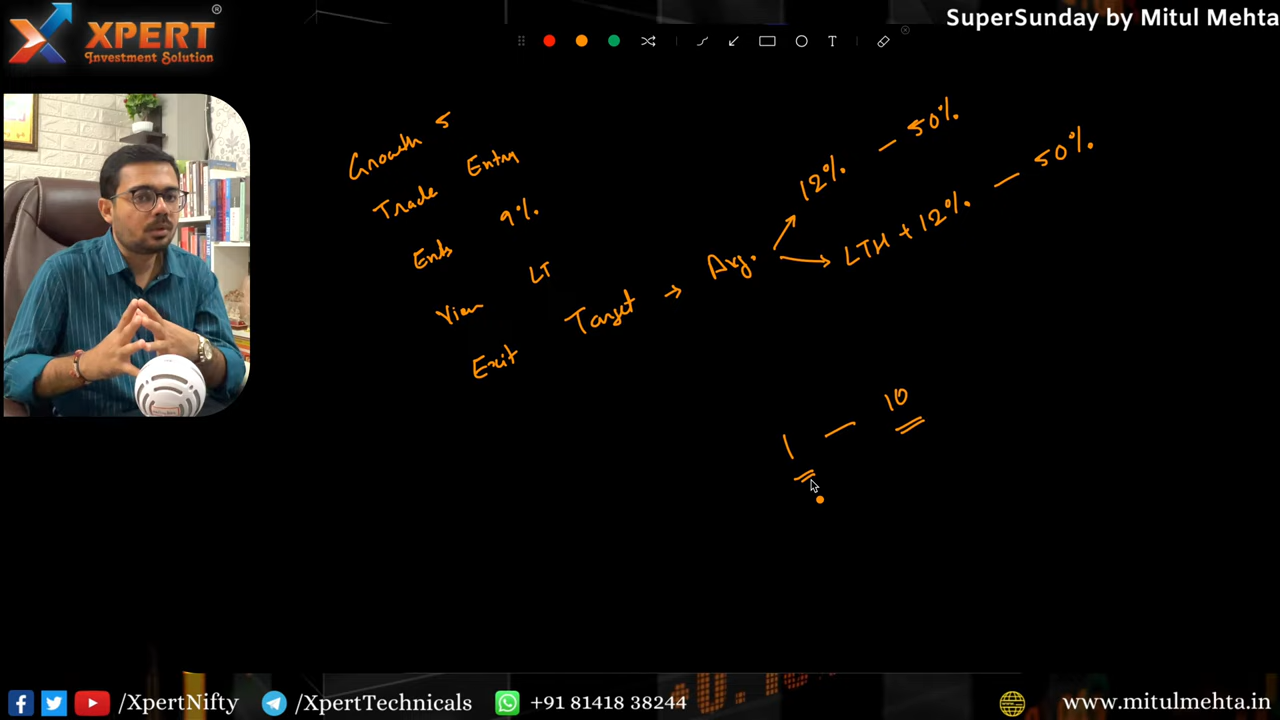 SuperSunday by Mitul Mehta
XPERT
Investment Solution
Growth 5
Trade Entry
Ends 9%
View LT
Exit Target → Avg.
12% — 50%
LTH + 12% — 50%
1 — 10
/XpertNifty
/XpertTechnicals
+91 81418 38244
www.mitulmehta.in